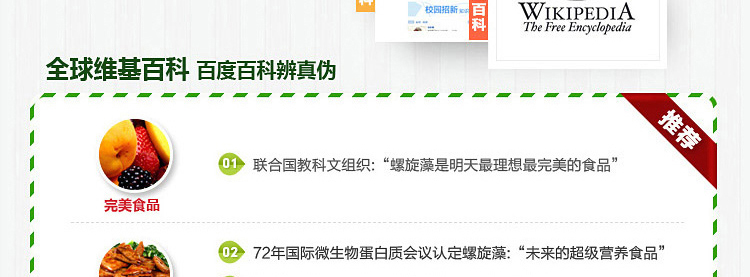 科
校园招新
百科
WIKIPEDIA
The Free Encyclopedia
全球维基百科 百度百科辨真伪
推荐
01 联合国教科文组织:“螺旋藻是明天最理想最完美的食品”
完美食品
02 72年国际微生物蛋白质会议认定螺旋藻:“未来的超级营养食品”